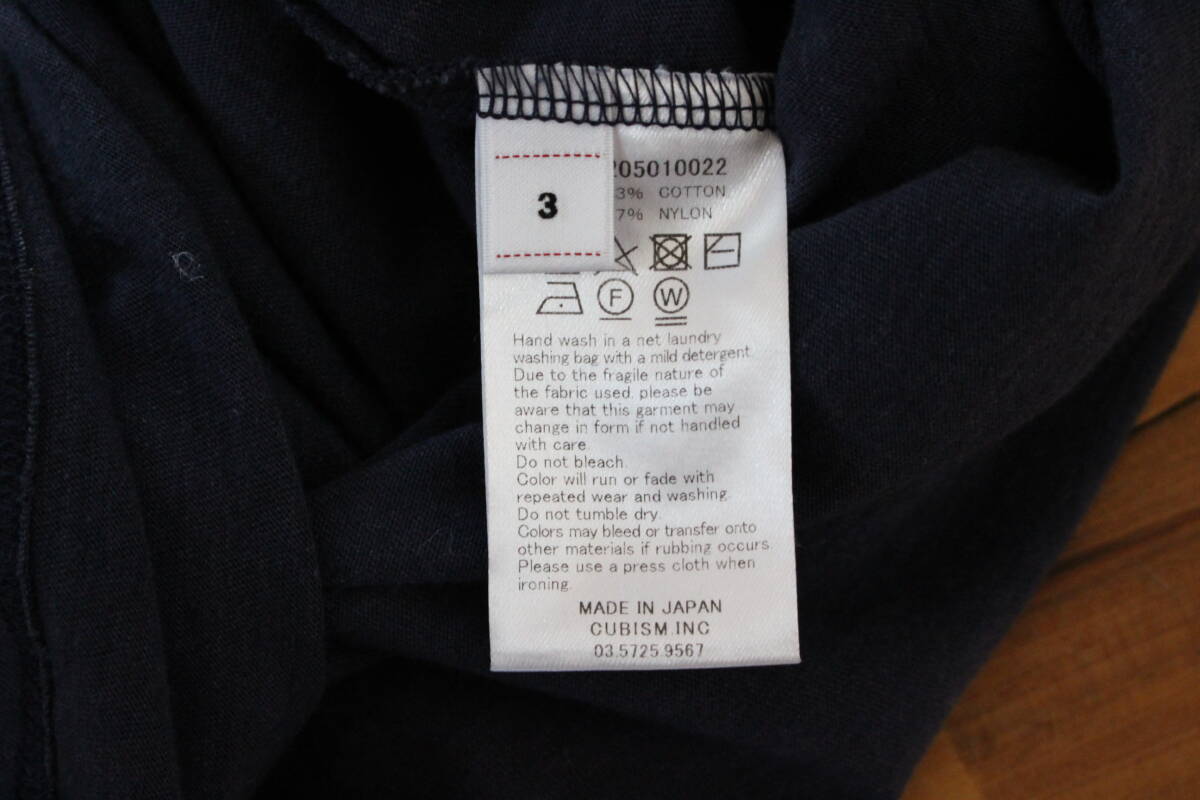 3
205010022
3% COTTON
7% NYLON
F W
Hand wash in a net laundry
washing bag with a mild detergent.
Due to the fragile nature of
the fabric used, please be
aware that this garment may
change in form if not handled
with care.
Do not bleach.
Color will run or fade with
repeated wear and washing.
Do not tumble dry.
Colors may bleed or transfer onto
other materials if rubbing occurs.
Please use a press cloth when
ironing.
MADE IN JAPAN
CUBISM.INC
03.5725.9567